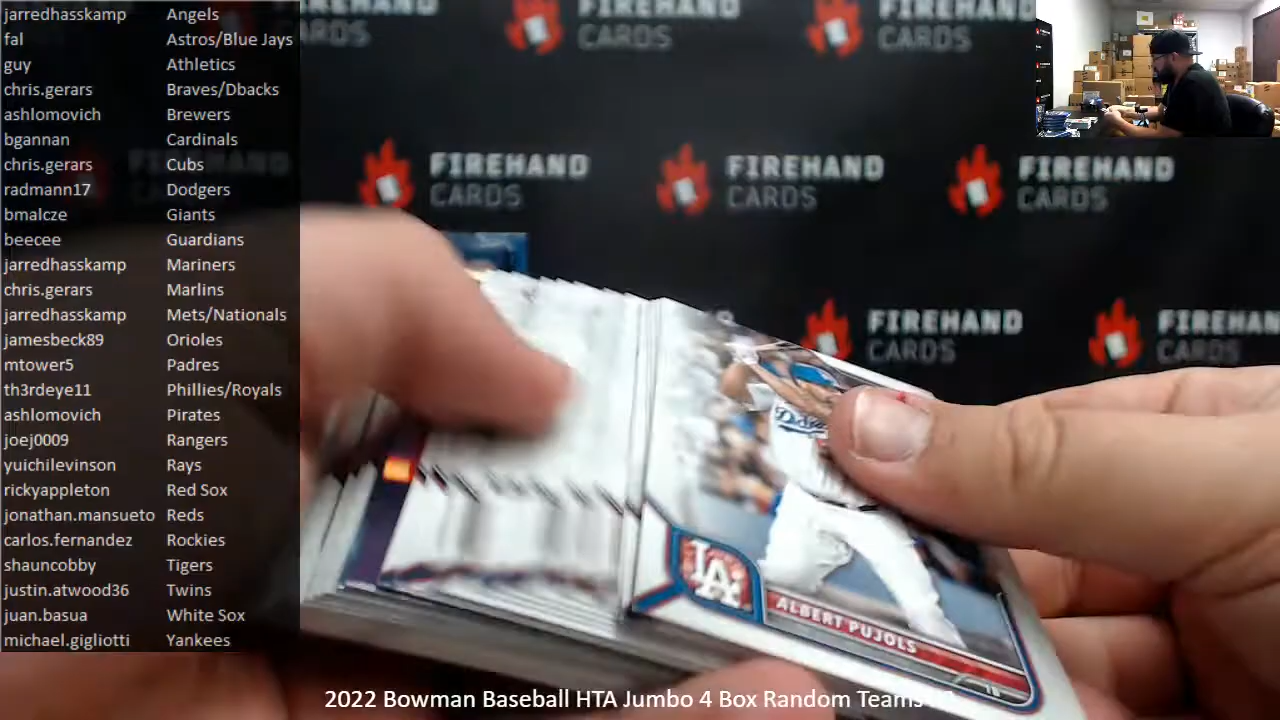 jarredhasskamp Angels
fal Astros/Blue Jays
guy Athletics
chris.gerars Braves/Dbacks
ashlomovich Brewers
bgannan Cardinals
chris.gerars Cubs
radmann17 Dodgers
bmalcze Giants
beecee Guardians
jarredhasskamp Mariners
chris.gerars Marlins
jarredhasskamp Mets/Nationals
jamesbeck89 Orioles
mtower5 Padres
th3rdeye11 Phillies/Royals
ashlomovich Pirates
joej0009 Rangers
yuichilevinson Rays
rickyappleton Red Sox
jonathan.mansueto Reds
carlos.fernandez Rockies
shauncobby Tigers
justin.atwood36 Twins
juan.basua White Sox
michael.gigliotti Yankees
CARDS
CARDS
FIREHAND
CARDS
FIREHAND
CARDS
FIREHAND
CARDS
FIREHAND
CARDS
FIREHAND
CARDS
LA
ALBERT PUJOLS
2022 Bowman Baseball HTA Jumbo 4 Box Random Teams